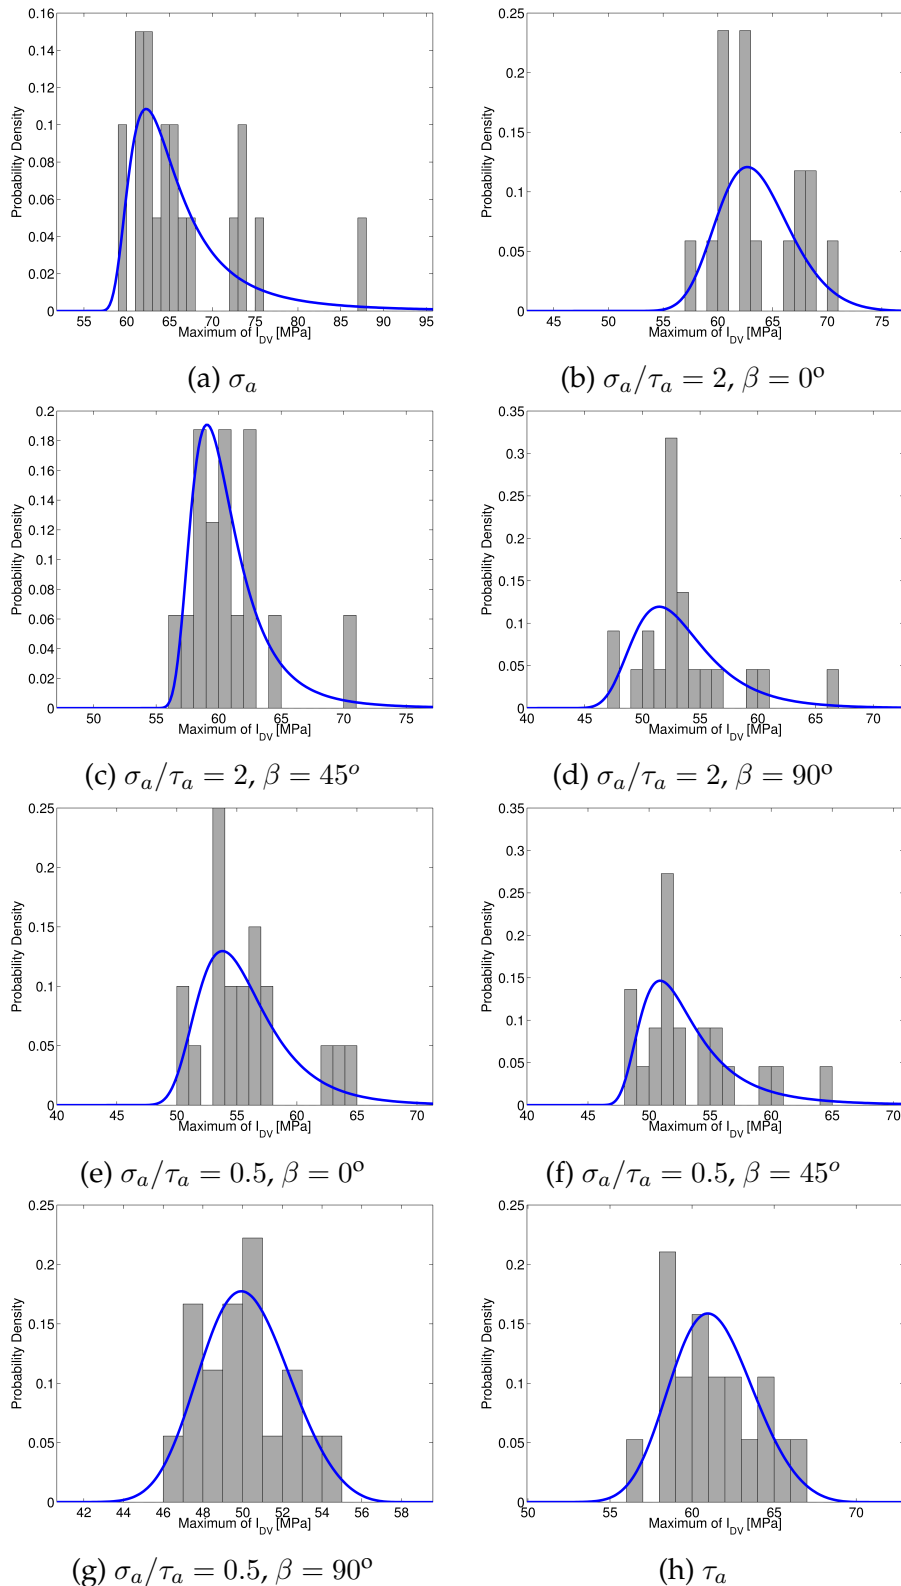 0.16
0.14
0.12
0.1
0.08
0.06
0.04
0.02
0
Probability Density
55 60 65 70 75 80 85 90 95
Maximum of I_DV [MPa]
(a) σ_a
0.25
0.2
0.15
0.1
0.05
0
Probability Density
45 50 55 60 65 70 75
Maximum of I_DV [MPa]
(b) σ_a/τ_a = 2, β = 0º
0.2
0.18
0.16
0.14
0.12
0.1
0.08
0.06
0.04
0.02
0
Probability Density
50 55 60 65 70 75
Maximum of I_DV [MPa]
(c) σ_a/τ_a = 2, β = 45º
0.35
0.3
0.25
0.2
0.15
0.1
0.05
0
Probability Density
40 45 50 55 60 65 70
Maximum of I_DV [MPa]
(d) σ_a/τ_a = 2, β = 90º
0.25
0.2
0.15
0.1
0.05
0
Probability Density
40 45 50 55 60 65 70
Maximum of I_DV [MPa]
(e) σ_a/τ_a = 0.5, β = 0º
0.35
0.3
0.25
0.2
0.15
0.1
0.05
0
Probability Density
40 45 50 55 60 65 70
Maximum of I_DV [MPa]
(f) σ_a/τ_a = 0.5, β = 45º
0.25
0.2
0.15
0.1
0.05
0
Probability Density
42 44 46 48 50 52 54 56 58
Maximum of I_DV [MPa]
(g) σ_a/τ_a = 0.5, β = 90º
0.25
0.2
0.15
0.1
0.05
0
Probability Density
50 55 60 65 70
Maximum of I_DV [MPa]
(h) τ_a